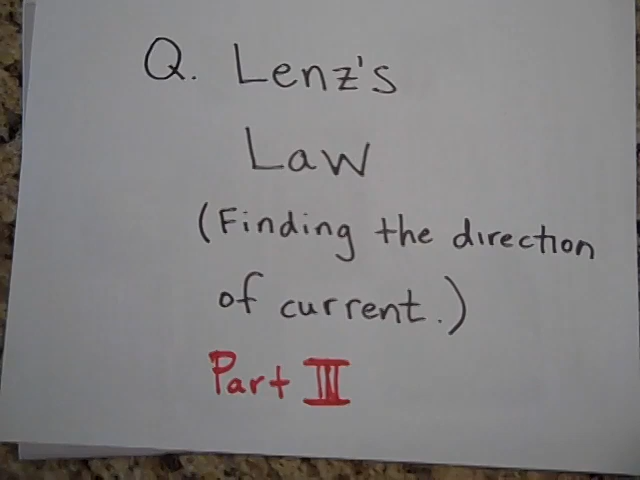 Q. Lenz's
Law
(Finding the direction
of current.)
Part III